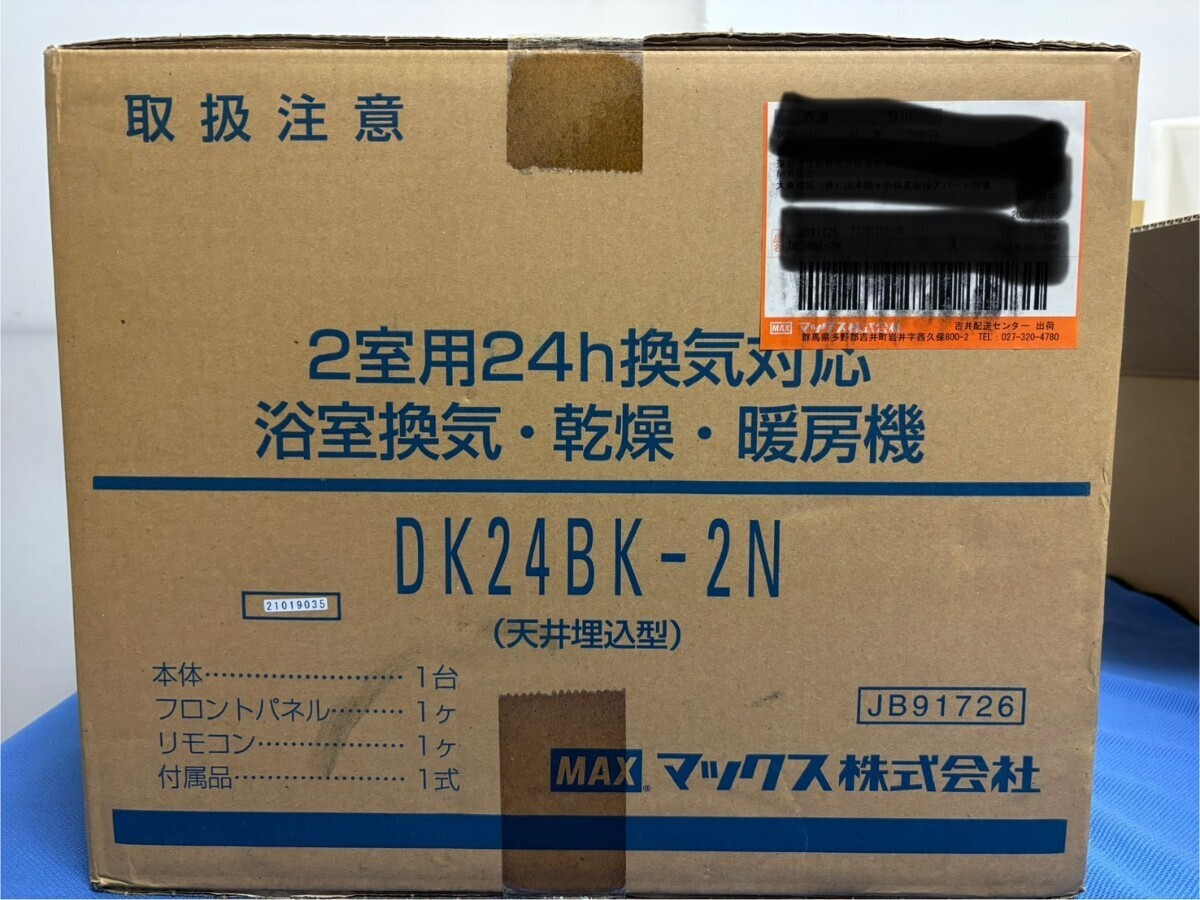 取扱注意
JB91726
DK24BK-2N
MAX マックス株式会社
吉井配送センター 出荷
群馬県多野郡吉井町岩井字西久保800-2 TEL:027-320-4780
2室用24h換気対応
浴室換気・乾燥・暖房機
DK24BK-2N
21019035
(天井埋込型)
本体…………………… 1台
フロントパネル……… 1ヶ
リモコン……………… 1ヶ
付属品………………… 1式
JB91726
MAX® マックス株式会社